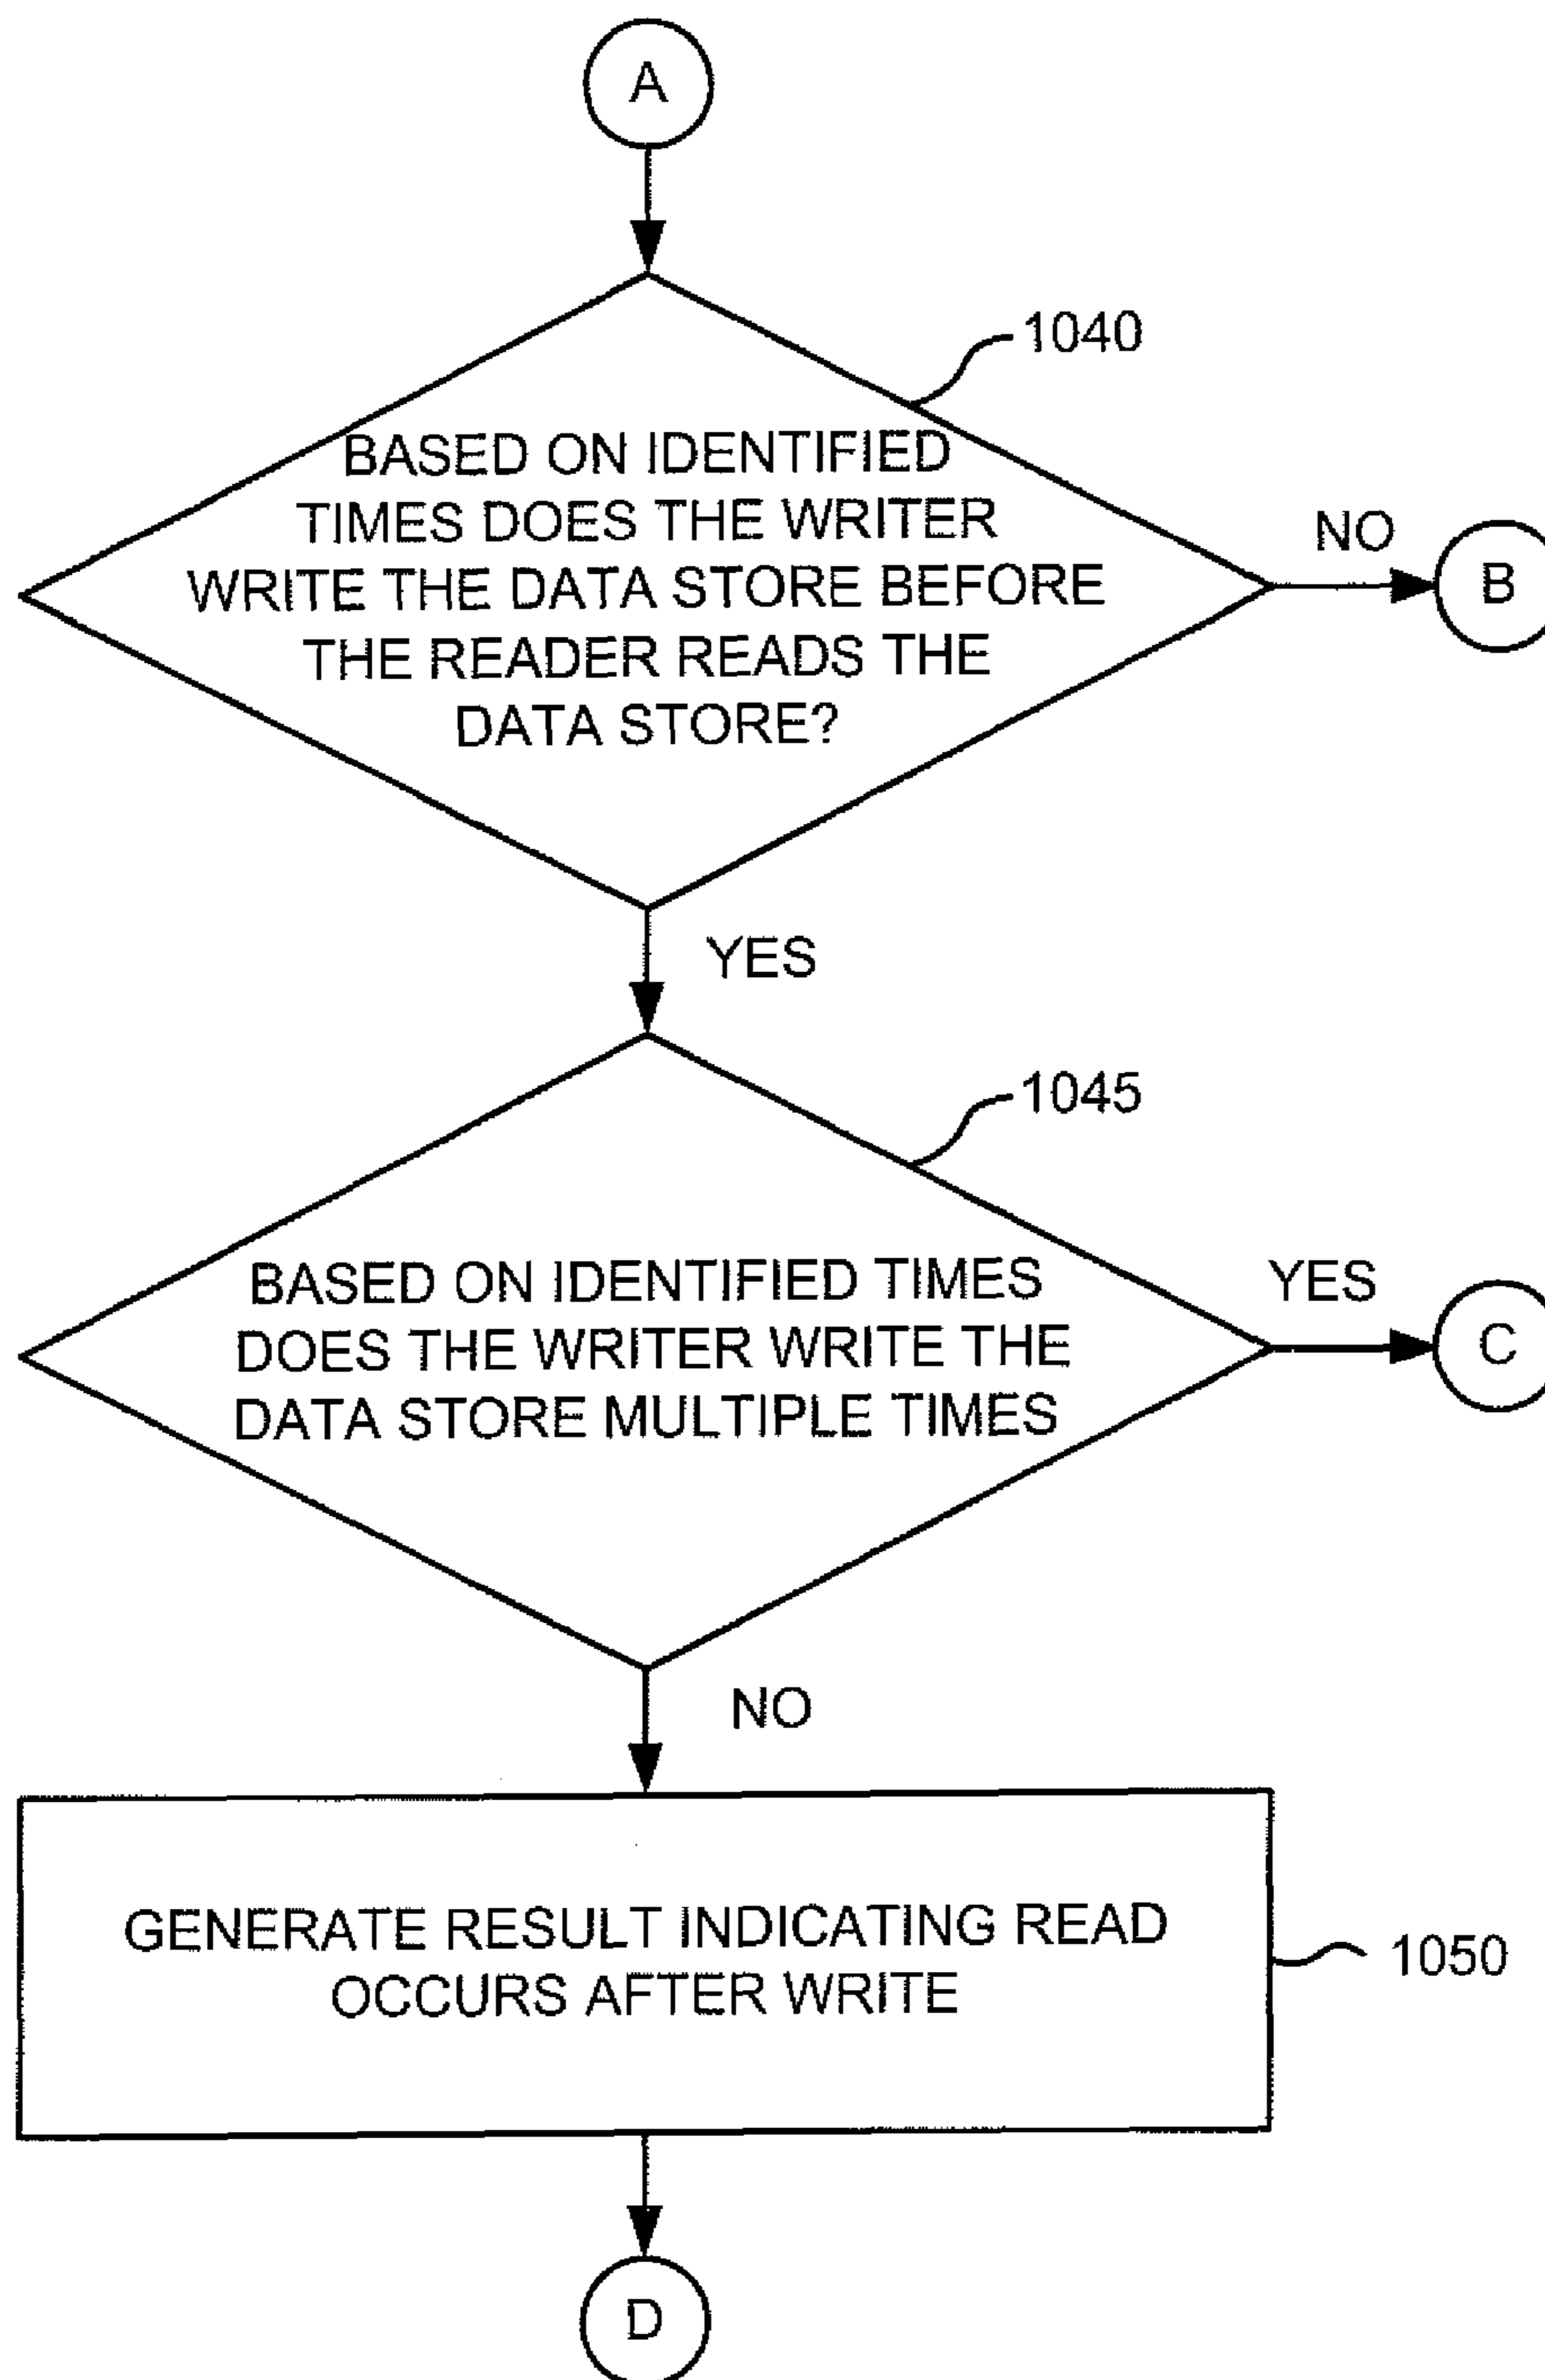 A
1040
BASED ON IDENTIFIED
TIMES DOES THE WRITER
WRITE THE DATA STORE BEFORE
THE READER READS THE
DATA STORE?
NO
B
YES
1045
BASED ON IDENTIFIED TIMES
DOES THE WRITER WRITE THE
DATA STORE MULTIPLE TIMES
YES
C
NO
GENERATE RESULT INDICATING READ
OCCURS AFTER WRITE
1050
D